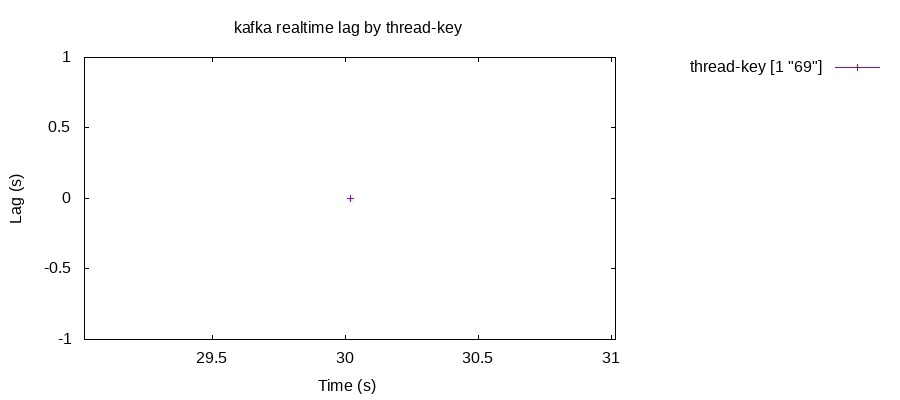 kafka realtime lag by thread-key
thread-key [1 "69"]
1
0.5
0
-0.5
-1
Lag (s)
29.5 30 30.5 31
Time (s)